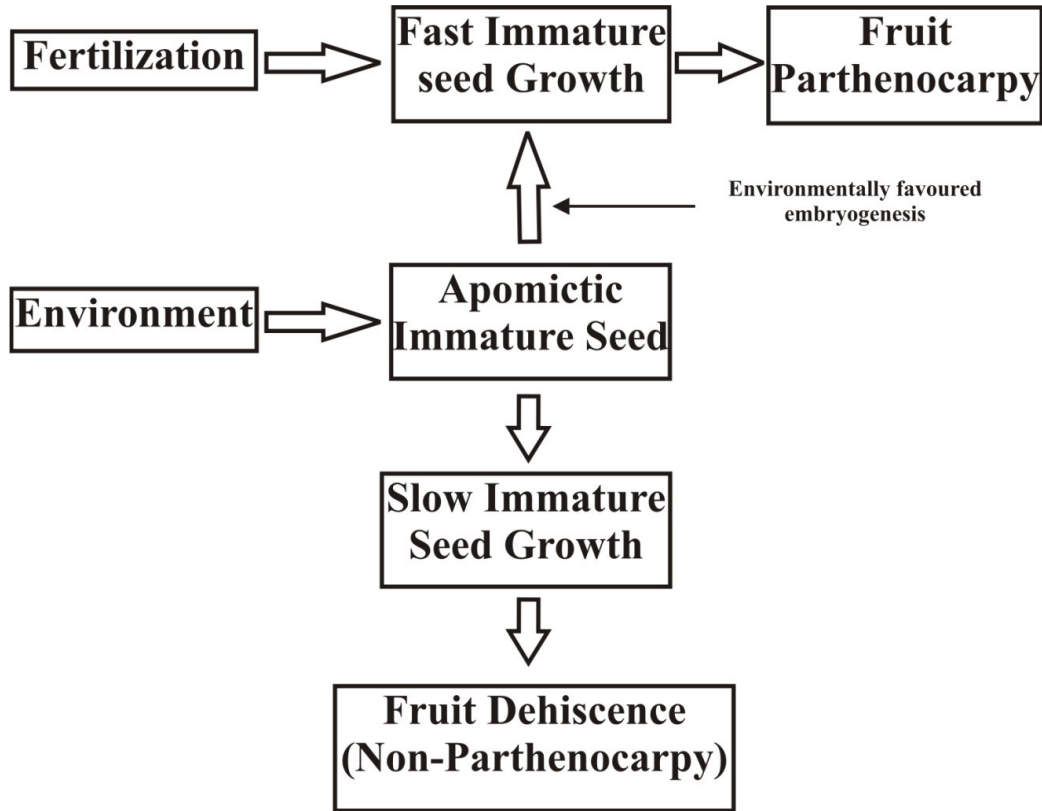 Fertilization
Fast Immature
seed Growth
Fruit
Parthenocarpy
Environmentally favoured
embryogenesis
Environment
Apomictic
Immature Seed
Slow Immature
Seed Growth
Fruit Dehiscence
(Non-Parthenocarpy)